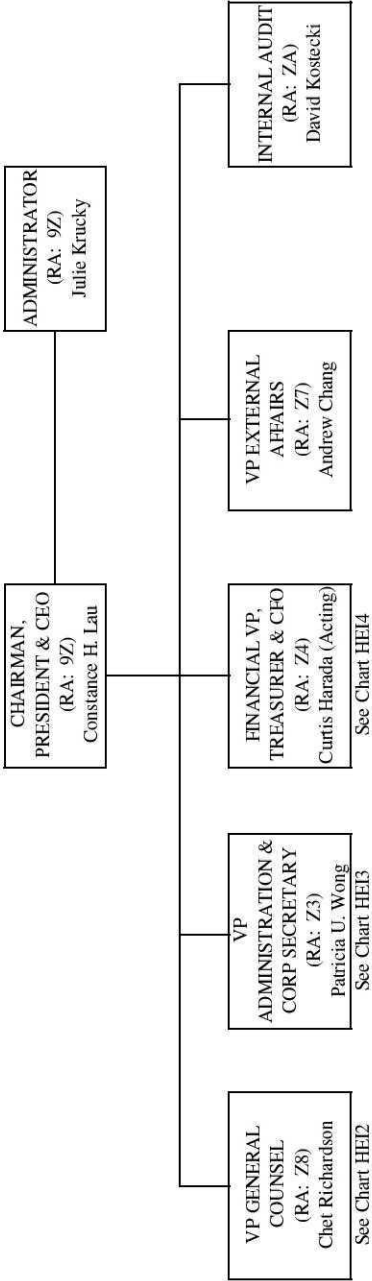 CHAIRMAN,
PRESIDENT & CEO
(RA: 9Z)
Constance H. Lau
ADMINISTRATOR
(RA: 9Z)
Julie Krucky
VP GENERAL
COUNSEL
(RA: Z8)
Chet Richardson
See Chart HEI2
VP
ADMINISTRATION &
CORP SECRETARY
(RA: Z3)
Patricia U. Wong
See Chart HEI3
FINANCIAL VP,
TREASURER & CFO
(RA: Z4)
Curtis Harada (Acting)
See Chart HEI4
VP EXTERNAL
AFFAIRS
(RA: Z7)
Andrew Chang
INTERNAL AUDIT
(RA: ZA)
David Kostecki